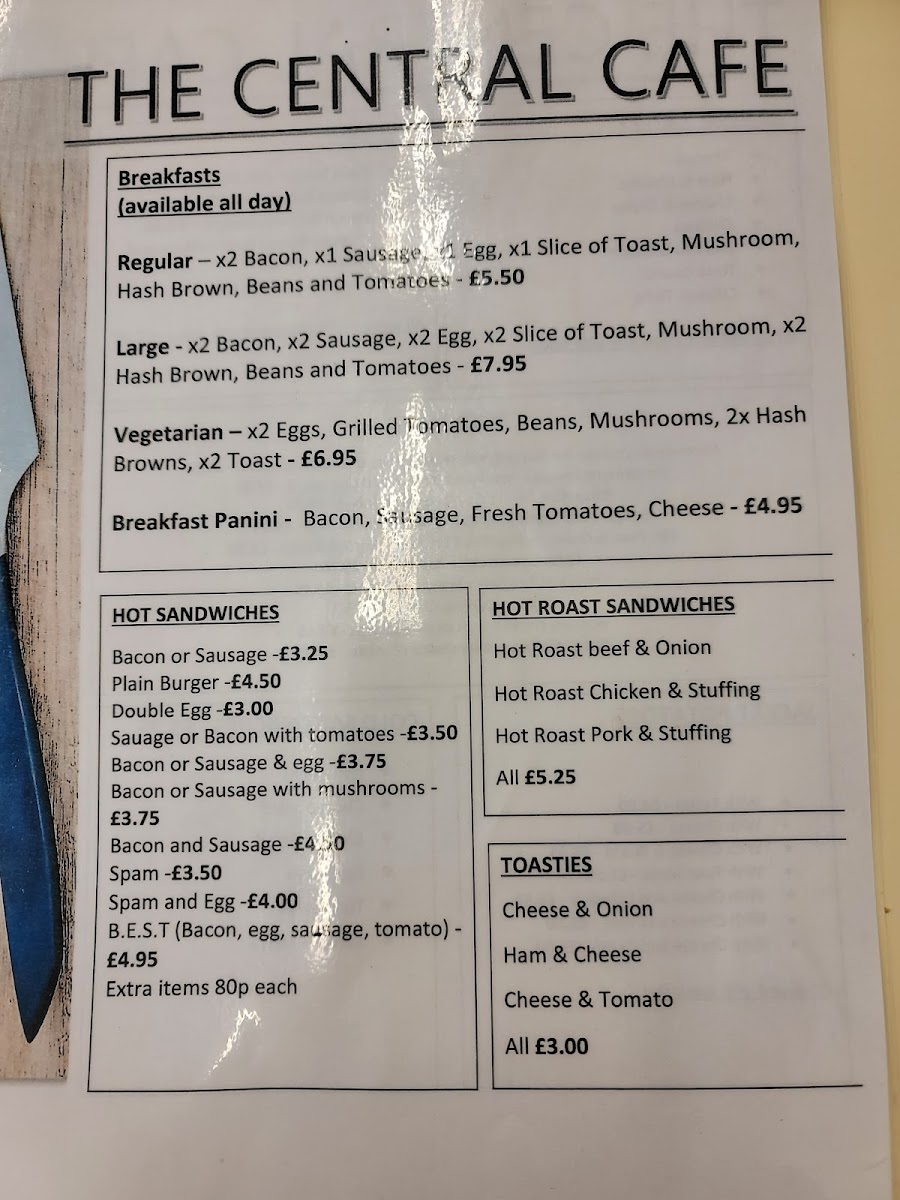 THE CENTRAL CAFE
Breakfasts
(available all day)
Regular – x2 Bacon, x1 Sausage, x1 Egg, x1 Slice of Toast, Mushroom,
Hash Brown, Beans and Tomatoes - £5.50
Large - x2 Bacon, x2 Sausage, x2 Egg, x2 Slice of Toast, Mushroom, x2
Hash Brown, Beans and Tomatoes - £7.95
Vegetarian – x2 Eggs, Grilled Tomatoes, Beans, Mushrooms, 2x Hash
Browns, x2 Toast - £6.95
Breakfast Panini - Bacon, Sausage, Fresh Tomatoes, Cheese - £4.95
HOT SANDWICHES
Bacon or Sausage -£3.25
Plain Burger -£4.50
Double Egg -£3.00
Sauage or Bacon with tomatoes -£3.50
Bacon or Sausage & egg -£3.75
Bacon or Sausage with mushrooms -
£3.75
Bacon and Sausage
Spam -£3.50
Spam and Egg -£4.00
B.E.S.T (Bacon, egg, sausage, tomato) -
£4.95
Extra items 80p each
HOT ROAST SANDWICHES
Hot Roast beef & Onion
Hot Roast Chicken & Stuffing
Hot Roast Pork & Stuffing
All £5.25
TOASTIES
Cheese & Onion
Ham & Cheese
Cheese & Tomato
All £3.00